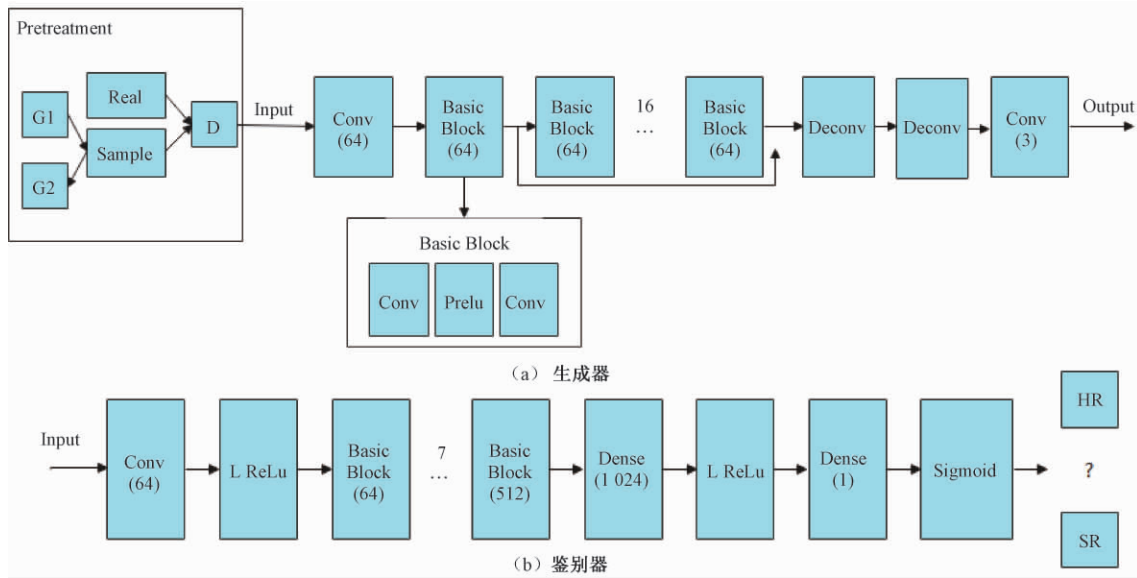 Pretreatment
Real
G1
Sample
G2
D
Input
Conv
(64)
Basic
Block
(64)
Basic
Block
(64)
16
...
Basic
Block
(64)
Deconv
Deconv
Conv
(3)
Output
Basic Block
Conv
Prelu
Conv
（a） 生成器
Input
Conv
(64)
L ReLu
Basic
Block
(64)
7
...
Basic
Block
(512)
Dense
(1 024)
L ReLu
Dense
(1)
Sigmoid
HR
?
SR
（b）鉴别器